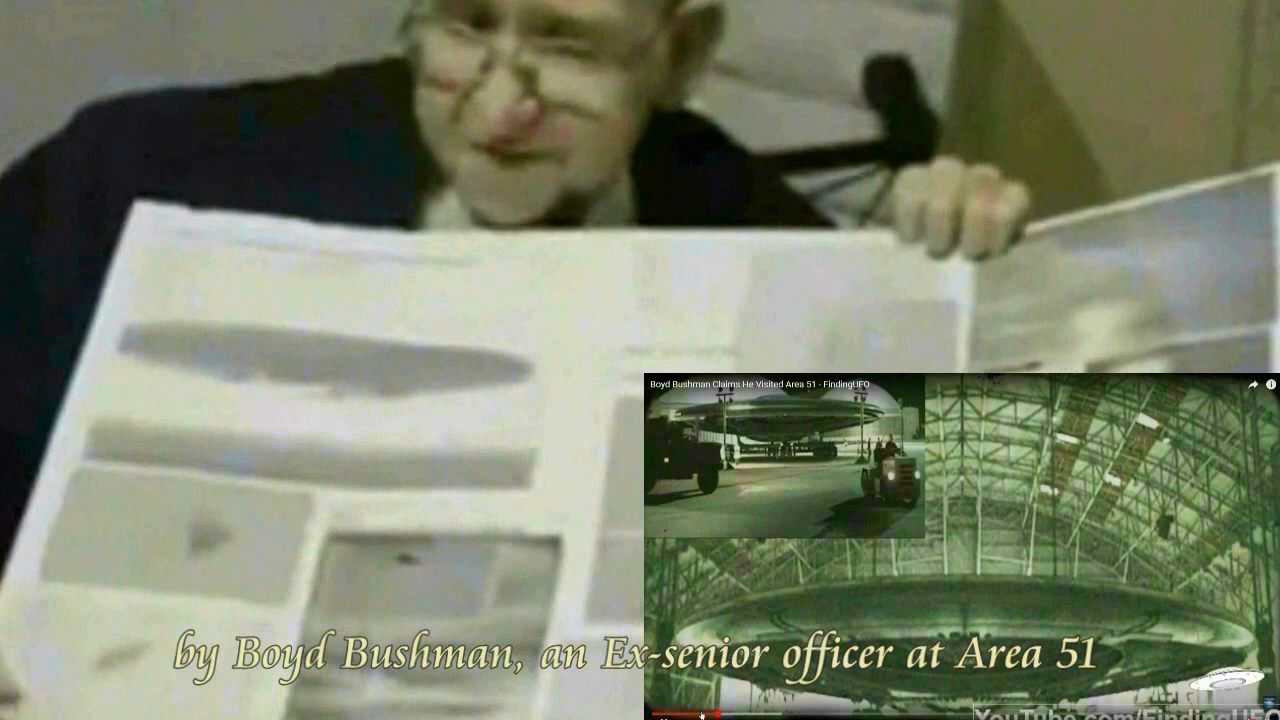 Boyd Bushman Claims He Visited Area 51 - FindingUFO
by Boyd Bushman, an Ex-senior officer at Area 51
YouTube.com/FindingUFO